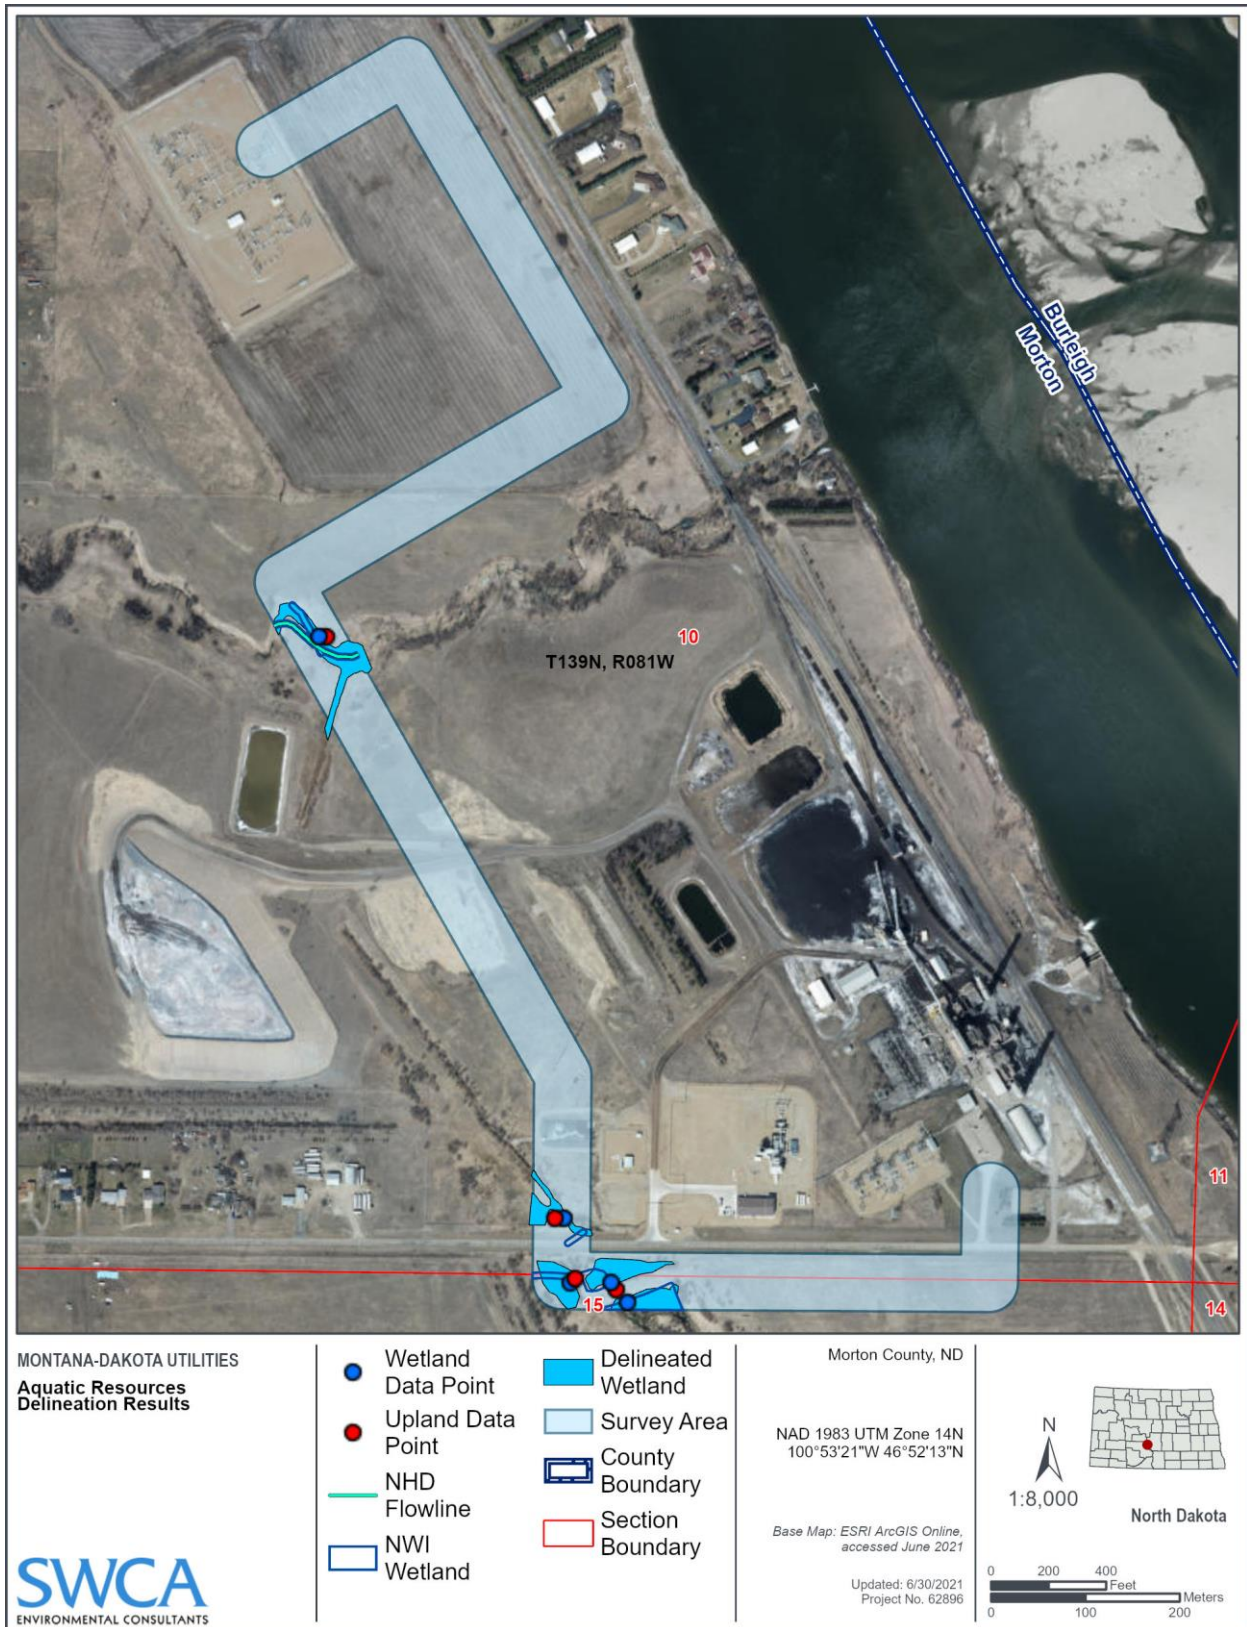 Burleigh
Morton
10
T139N, R081W
11
15
14
MONTANA-DAKOTA UTILITIES
Aquatic Resources
Delineation Results
SWCA
ENVIRONMENTAL CONSULTANTS
Wetland
Data Point
Upland Data
Point
NHD
Flowline
NWI
Wetland
Delineated
Wetland
Survey Area
County
Boundary
Section
Boundary
Morton County, ND
NAD 1983 UTM Zone 14N
100°53'21"W 46°52'13"N
Base Map: ESRI ArcGIS Online,
accessed June 2021
Updated: 6/30/2021
Project No. 62896
N
1:8,000
North Dakota
0 200 400
Feet
Meters
0 100 200